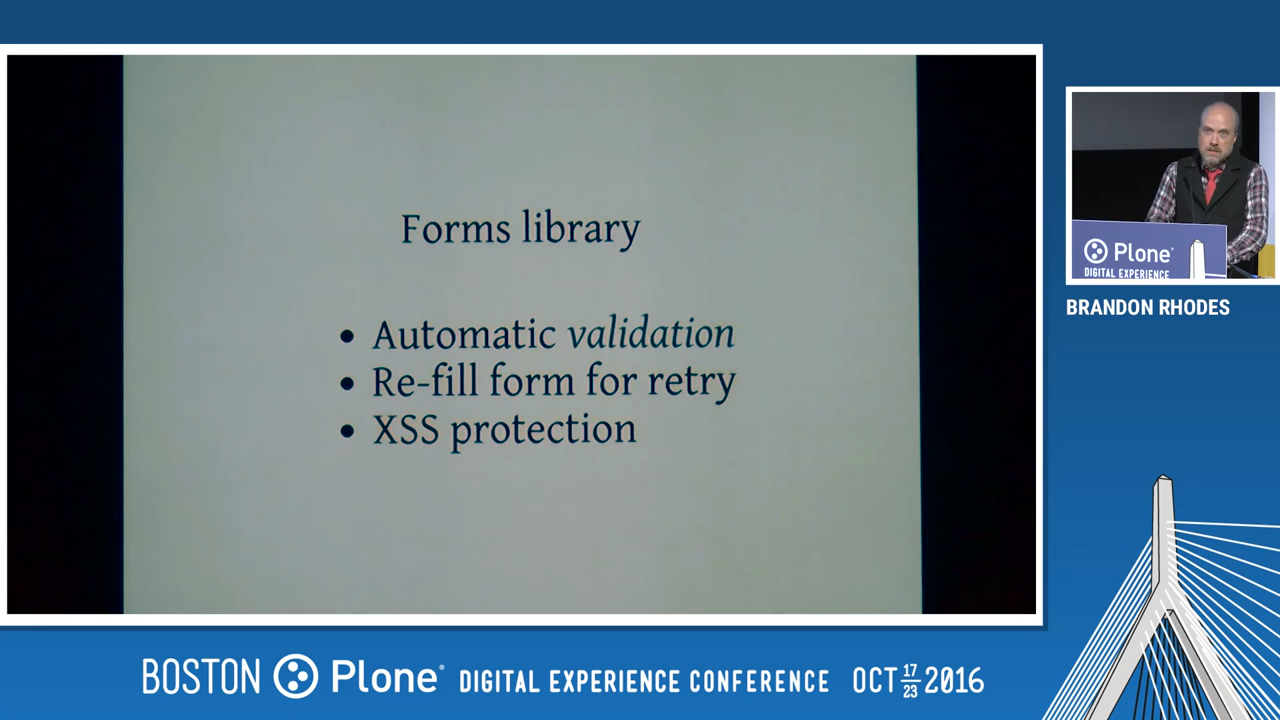 Forms library
• Automatic validation
• Re-fill form for retry
• XSS protection
Plone
DIGITAL EXPERIENCE
BRANDON RHODES
BOSTON Plone® DIGITAL EXPERIENCE CONFERENCE OCT 17 23 2016